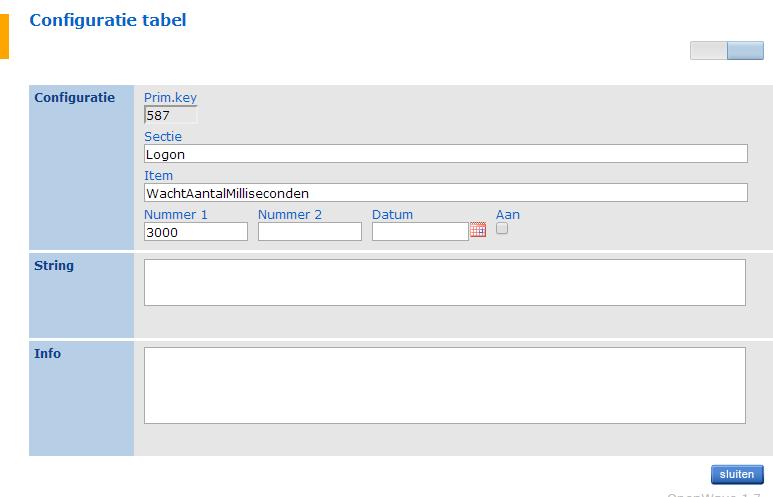 Configuratie tabel
Configuratie
Prim.key
587
Sectie
Logon
Item
WachtAantalMilliseconden
Nummer 1 Nummer 2 Datum Aan
3000
String
Info
sluiten